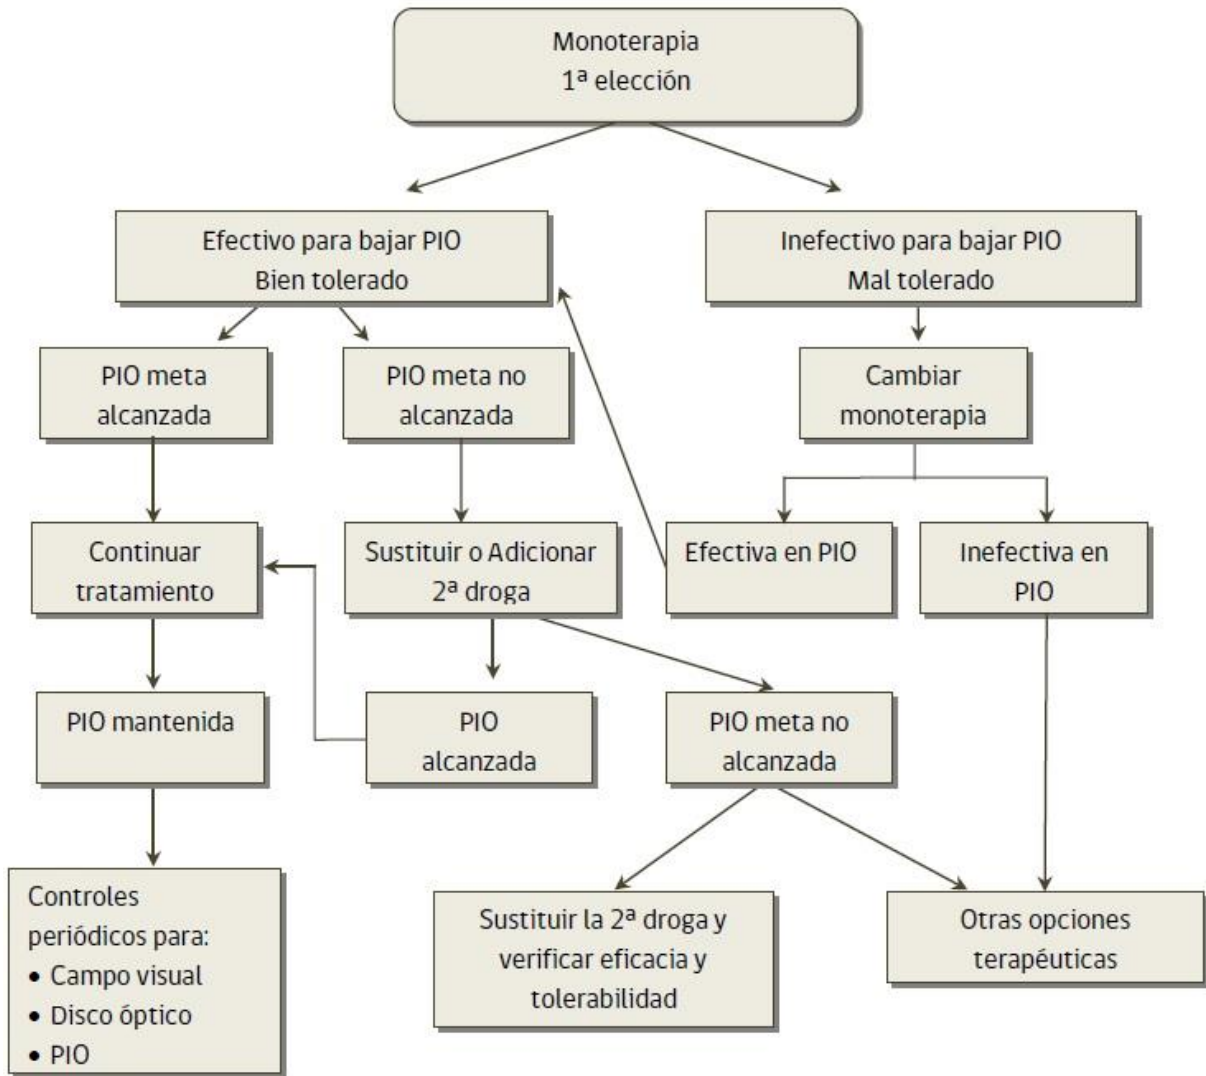 Monoterapia
1ª elección
Efectivo para bajar PIO
Bien tolerado
Inefectivo para bajar PIO
Mal tolerado
PIO meta
alcanzada
PIO meta no
alcanzada
Cambiar
monoterapia
Continuar
tratamiento
Sustituir o Adicionar
2ª droga
Efectiva en PIO
Inefectiva en
PIO
PIO mantenida
PIO
alcanzada
PIO meta no
alcanzada
Controles
periódicos para:
• Campo visual
• Disco óptico
• PIO
Sustituir la 2ª droga y
verificar eficacia y
tolerabilidad
Otras opciones
terapéuticas